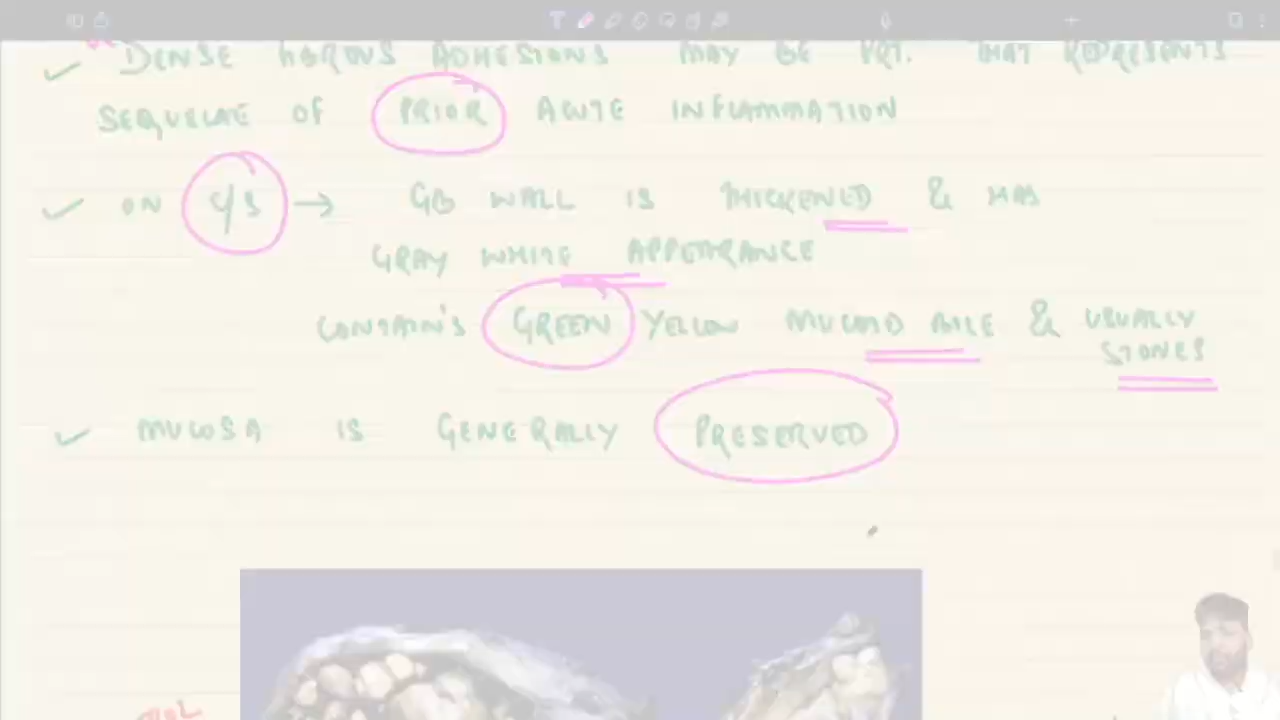 DENSE FIBROUS ADHESIONS MAY BE PRT. THAT REPRESENTS
SEQUELAE OF PRIOR ACUTE INFLAMMATION
ON C/S → GB WALL IS THICKENED & HAS
GRAY WHITE APPEARANCE
CONTAIN'S GREEN YELLOW MUCOID BILE & USUALLY
STONES
MUCOSA IS GENERALLY PRESERVED